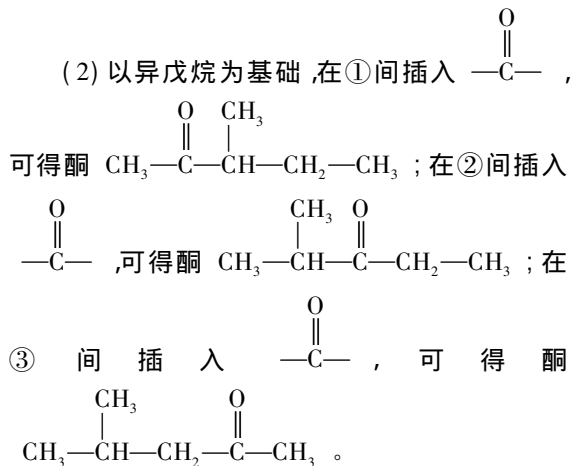 (2)以异戊烷为基础,在①间插入 —C— ,
O
‖
可得酮 CH₃—C—CH—CH₂—CH₃ ;在②间插入
O CH₃
‖ |
—C— ,可得酮 CH₃—CH—C—CH₂—CH₃ ;在
O CH₃ O
‖ | ‖
③ 间 插 入 —C— , 可 得 酮
O
‖
CH₃—CH—CH₂—C—CH₃ 。
CH₃ O
| ‖